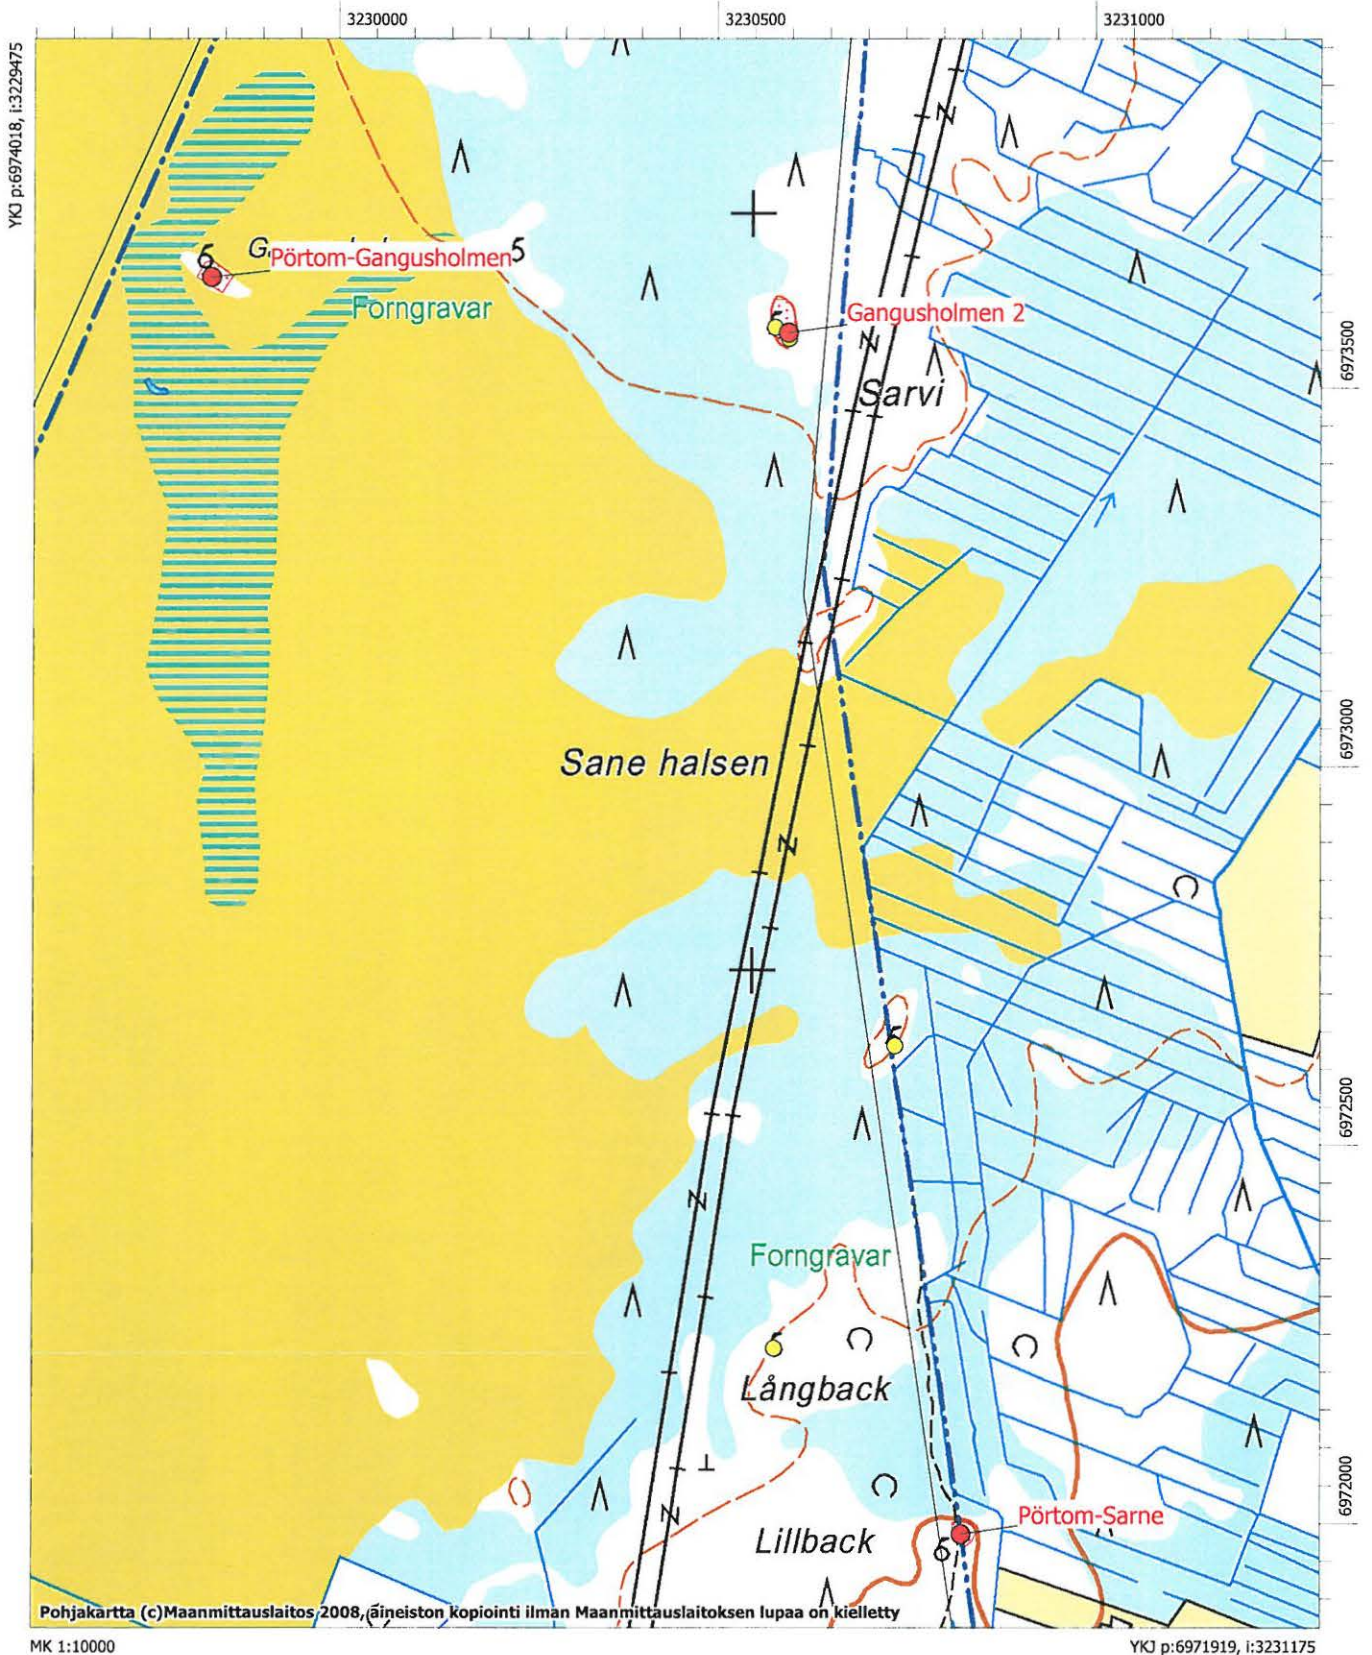 3230000
3230500
3231000
YKJ p:6974018, i:3229475
Pörtom-Gangusholmen
Forngravar
Gangusholmen 2
6973500
Sarvi
6973000
Sane halsen
6972500
Forngravar
Långback
6972000
Pörtom-Sarne
Lillback
Pohjakartta (c)Maanmittauslaitos 2008, aineiston kopiointi ilman Maanmittauslaitoksen lupaa on kielletty
MK 1:10000
YKJ p:6971919, i:3231175